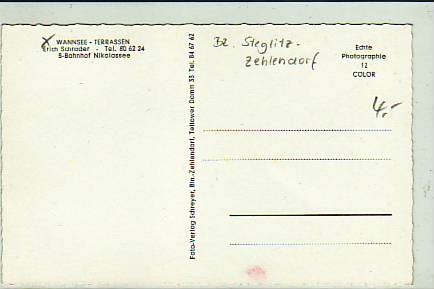 WANNSEE - TERRASSEN
Erich Schrader - Tel. 80 62 24
S-Bahnhof Nikolassee
Foto-Verlag Schreyer, Bln.-Zehlendorf, Teltower Damm 33 Tel. 84 67 62
Bz. Steglitz-
Zehlendorf
Echte
Photographie
12
COLOR
4,-